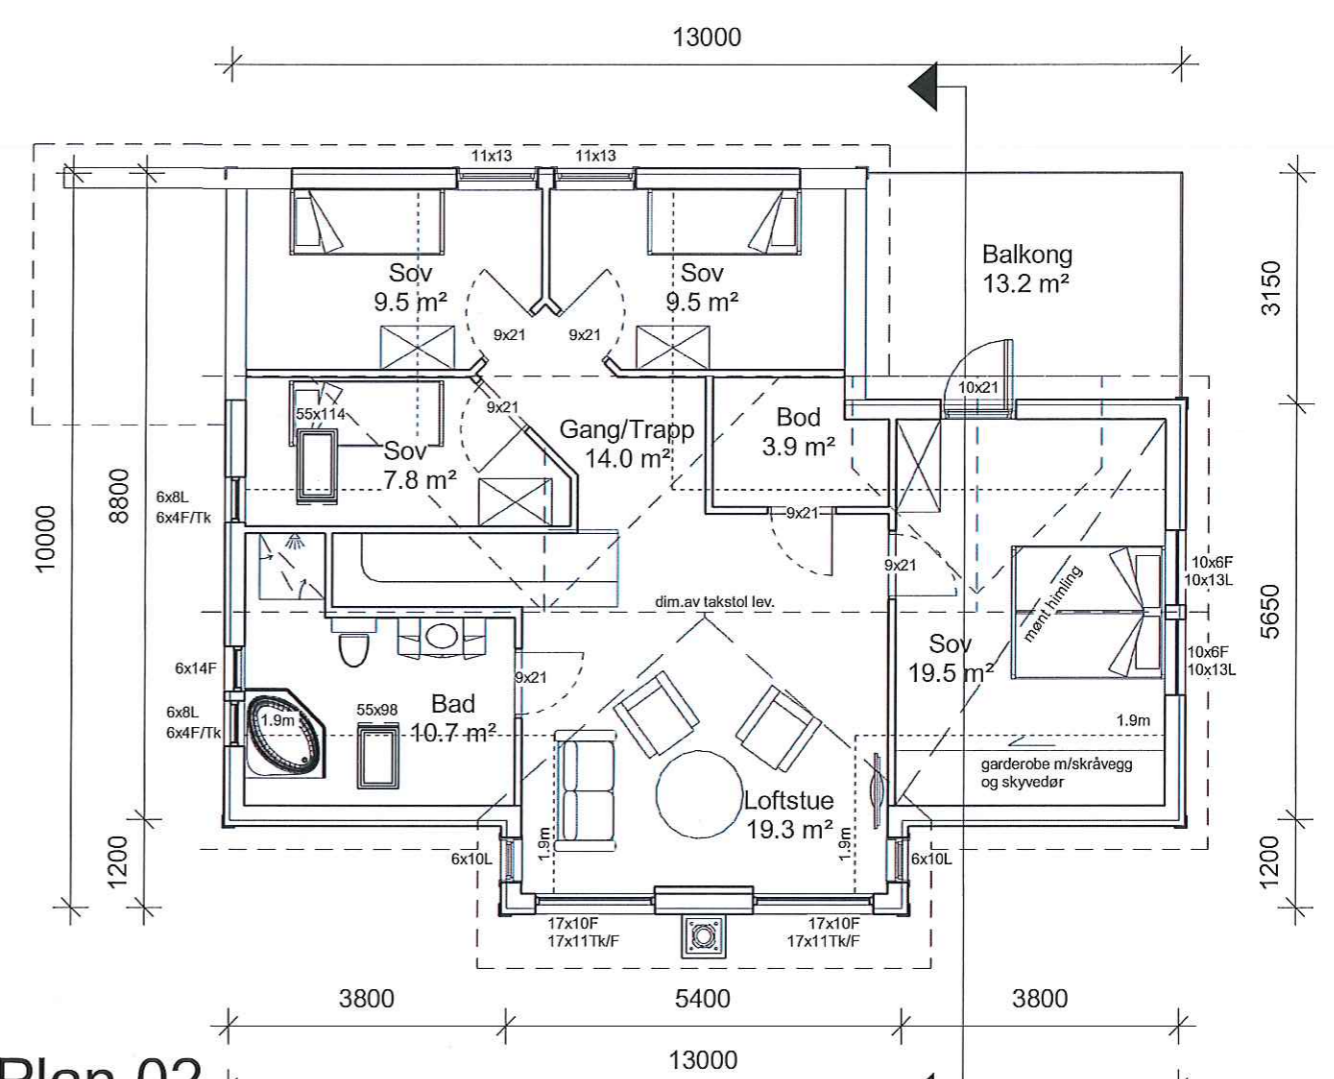 13000
11x13
11x13
Sov
9.5 m²
Sov
9.5 m²
Balkong
13.2 m²
3150
9x21
9x21
10x21
55x114
9x21
Sov
7.8 m²
Gang/Trapp
14.0 m²
Bod
3.9 m²
8800
10000
6x8L
6x4F/Tk
9x21
9x21
10x6F
10x13L
mønt himling
dim.av takstol lev.
5650
Sov
19.5 m²
10x6F
10x13L
6x14F
9x21
6x8L
6x4F/Tk
1.9m
55x98
Bad
10.7 m²
1.9m
garderobe m/skråvegg
og skyvedør
Loftstue
19.3 m²
1.9m
1.9m
1200
6x10L
6x10L
1200
17x10F
17x11Tk/F
17x10F
17x11Tk/F
3800
5400
3800
13000
Plan 02